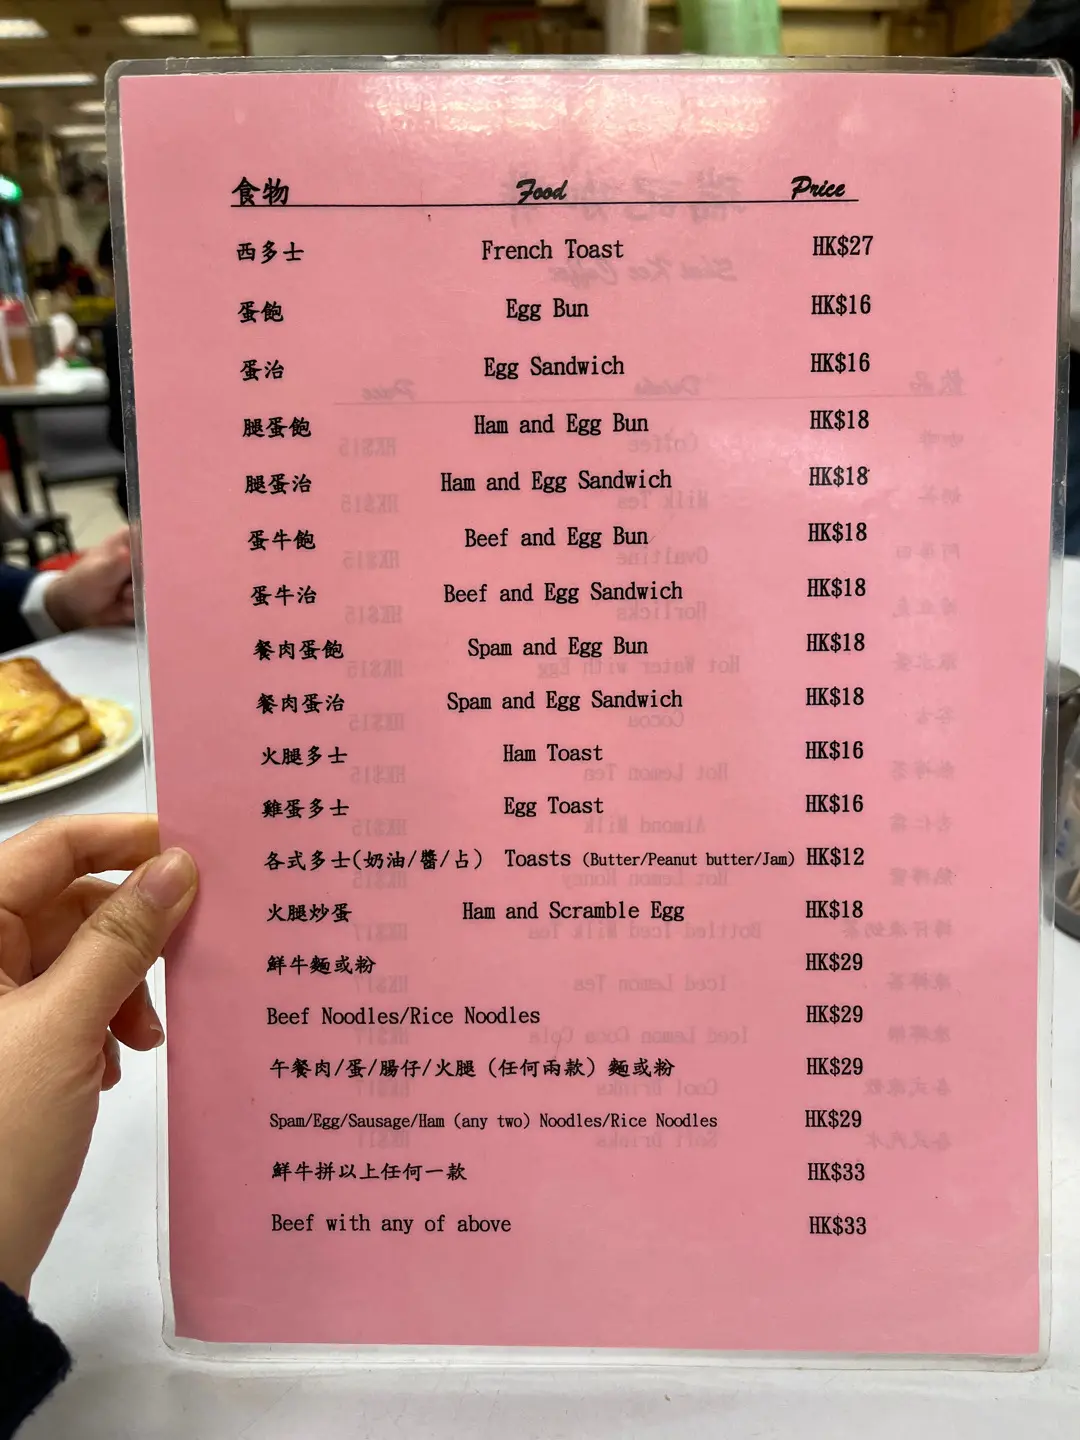 食物 Food Price
西多士 French Toast HK$27
蛋飽 Egg Bun HK$16
蛋治 Egg Sandwich HK$16
腿蛋飽 Ham and Egg Bun HK$18
腿蛋治 Ham and Egg Sandwich HK$18
蛋牛飽 Beef and Egg Bun HK$18
蛋牛治 Beef and Egg Sandwich HK$18
餐肉蛋飽 Spam and Egg Bun HK$18
餐肉蛋治 Spam and Egg Sandwich HK$18
火腿多士 Ham Toast HK$16
雞蛋多士 Egg Toast HK$16
各式多士(奶油/醬/占) Toasts (Butter/Peanut butter/Jam) HK$12
火腿炒蛋 Ham and Scramble Egg HK$18
鮮牛麵或粉 HK$29
Beef Noodles/Rice Noodles HK$29
午餐肉/蛋/腸仔/火腿 (任何兩款) 麵或粉 HK$29
Spam/Egg/Sausage/Ham (any two) Noodles/Rice Noodles HK$29
鮮牛拼以上任何一款 HK$33
Beef with any of above HK$33